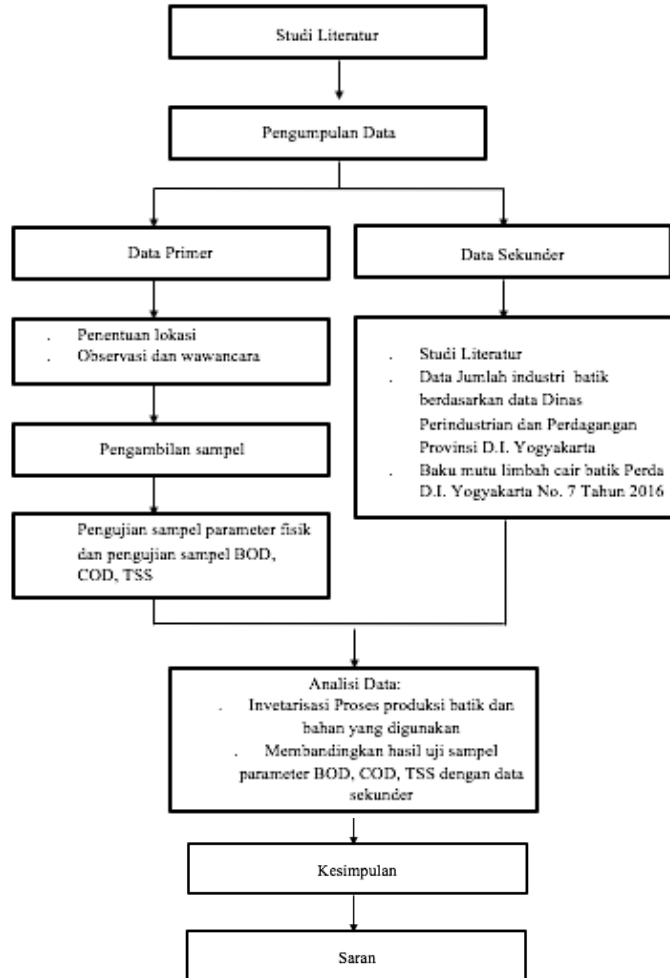 Studi Literatur
Pengumpulan Data
Data Primer
Data Sekunder
. Penentuan lokasi
. Observasi dan wawancara
. Studi Literatur
. Data Jumlah industri batik
berdasarkan data Dinas
Perindustrian dan Perdagangan
Provinsi D.I. Yogyakarta
. Baku mutu limbah cair batik Perda
D.I. Yogyakarta No. 7 Tahun 2016
Pengambilan sampel
Pengujian sampel parameter fisik
dan pengujian sampel BOD,
COD, TSS
Analisi Data:
. Invetarisasi Proses produksi batik dan
bahan yang digunakan
. Membandingkan hasil uji sampel
parameter BOD, COD, TSS dengan data
sekunder
Kesimpulan
Saran